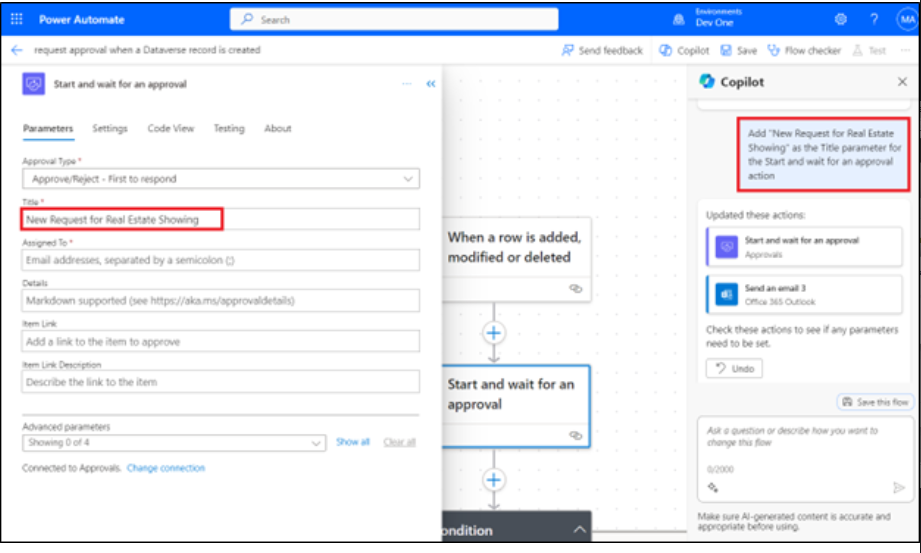 Power Automate
Search
Environments
Dev One
?
MA
request approval when a Dataverse record is created
Send feedback
Copilot
Save
Flow checker
Test
...
Start and wait for an approval
...
Parameters
Settings
Code View
Testing
About
Approval Type *
Approve/Reject - First to respond
Title *
New Request for Real Estate Showing
Assigned To *
Email addresses, separated by a semicolon (;)
Details
Markdown supported (see https://aka.ms/approvaldetails)
Item Link
Add a link to the item to approve
Item Link Description
Describe the link to the item
Advanced parameters
Showing 0 of 4
Show all
Clear all
Connected to Approvals. Change connection
When a row is added,
modified or deleted
Start and wait for an
approval
ondition
Copilot
Add "New Request for Real Estate
Showing" as the Title parameter for
the Start and wait for an approval
action
Updated these actions:
Start and wait for an approval
Approvals
Send an email 3
Office 365 Outlook
Check these actions to see if any parameters
need to be set.
Undo
Save this flow
Ask a question or describe how you want to
change this flow
0/2000
Make sure AI-generated content is accurate and
appropriate before using.